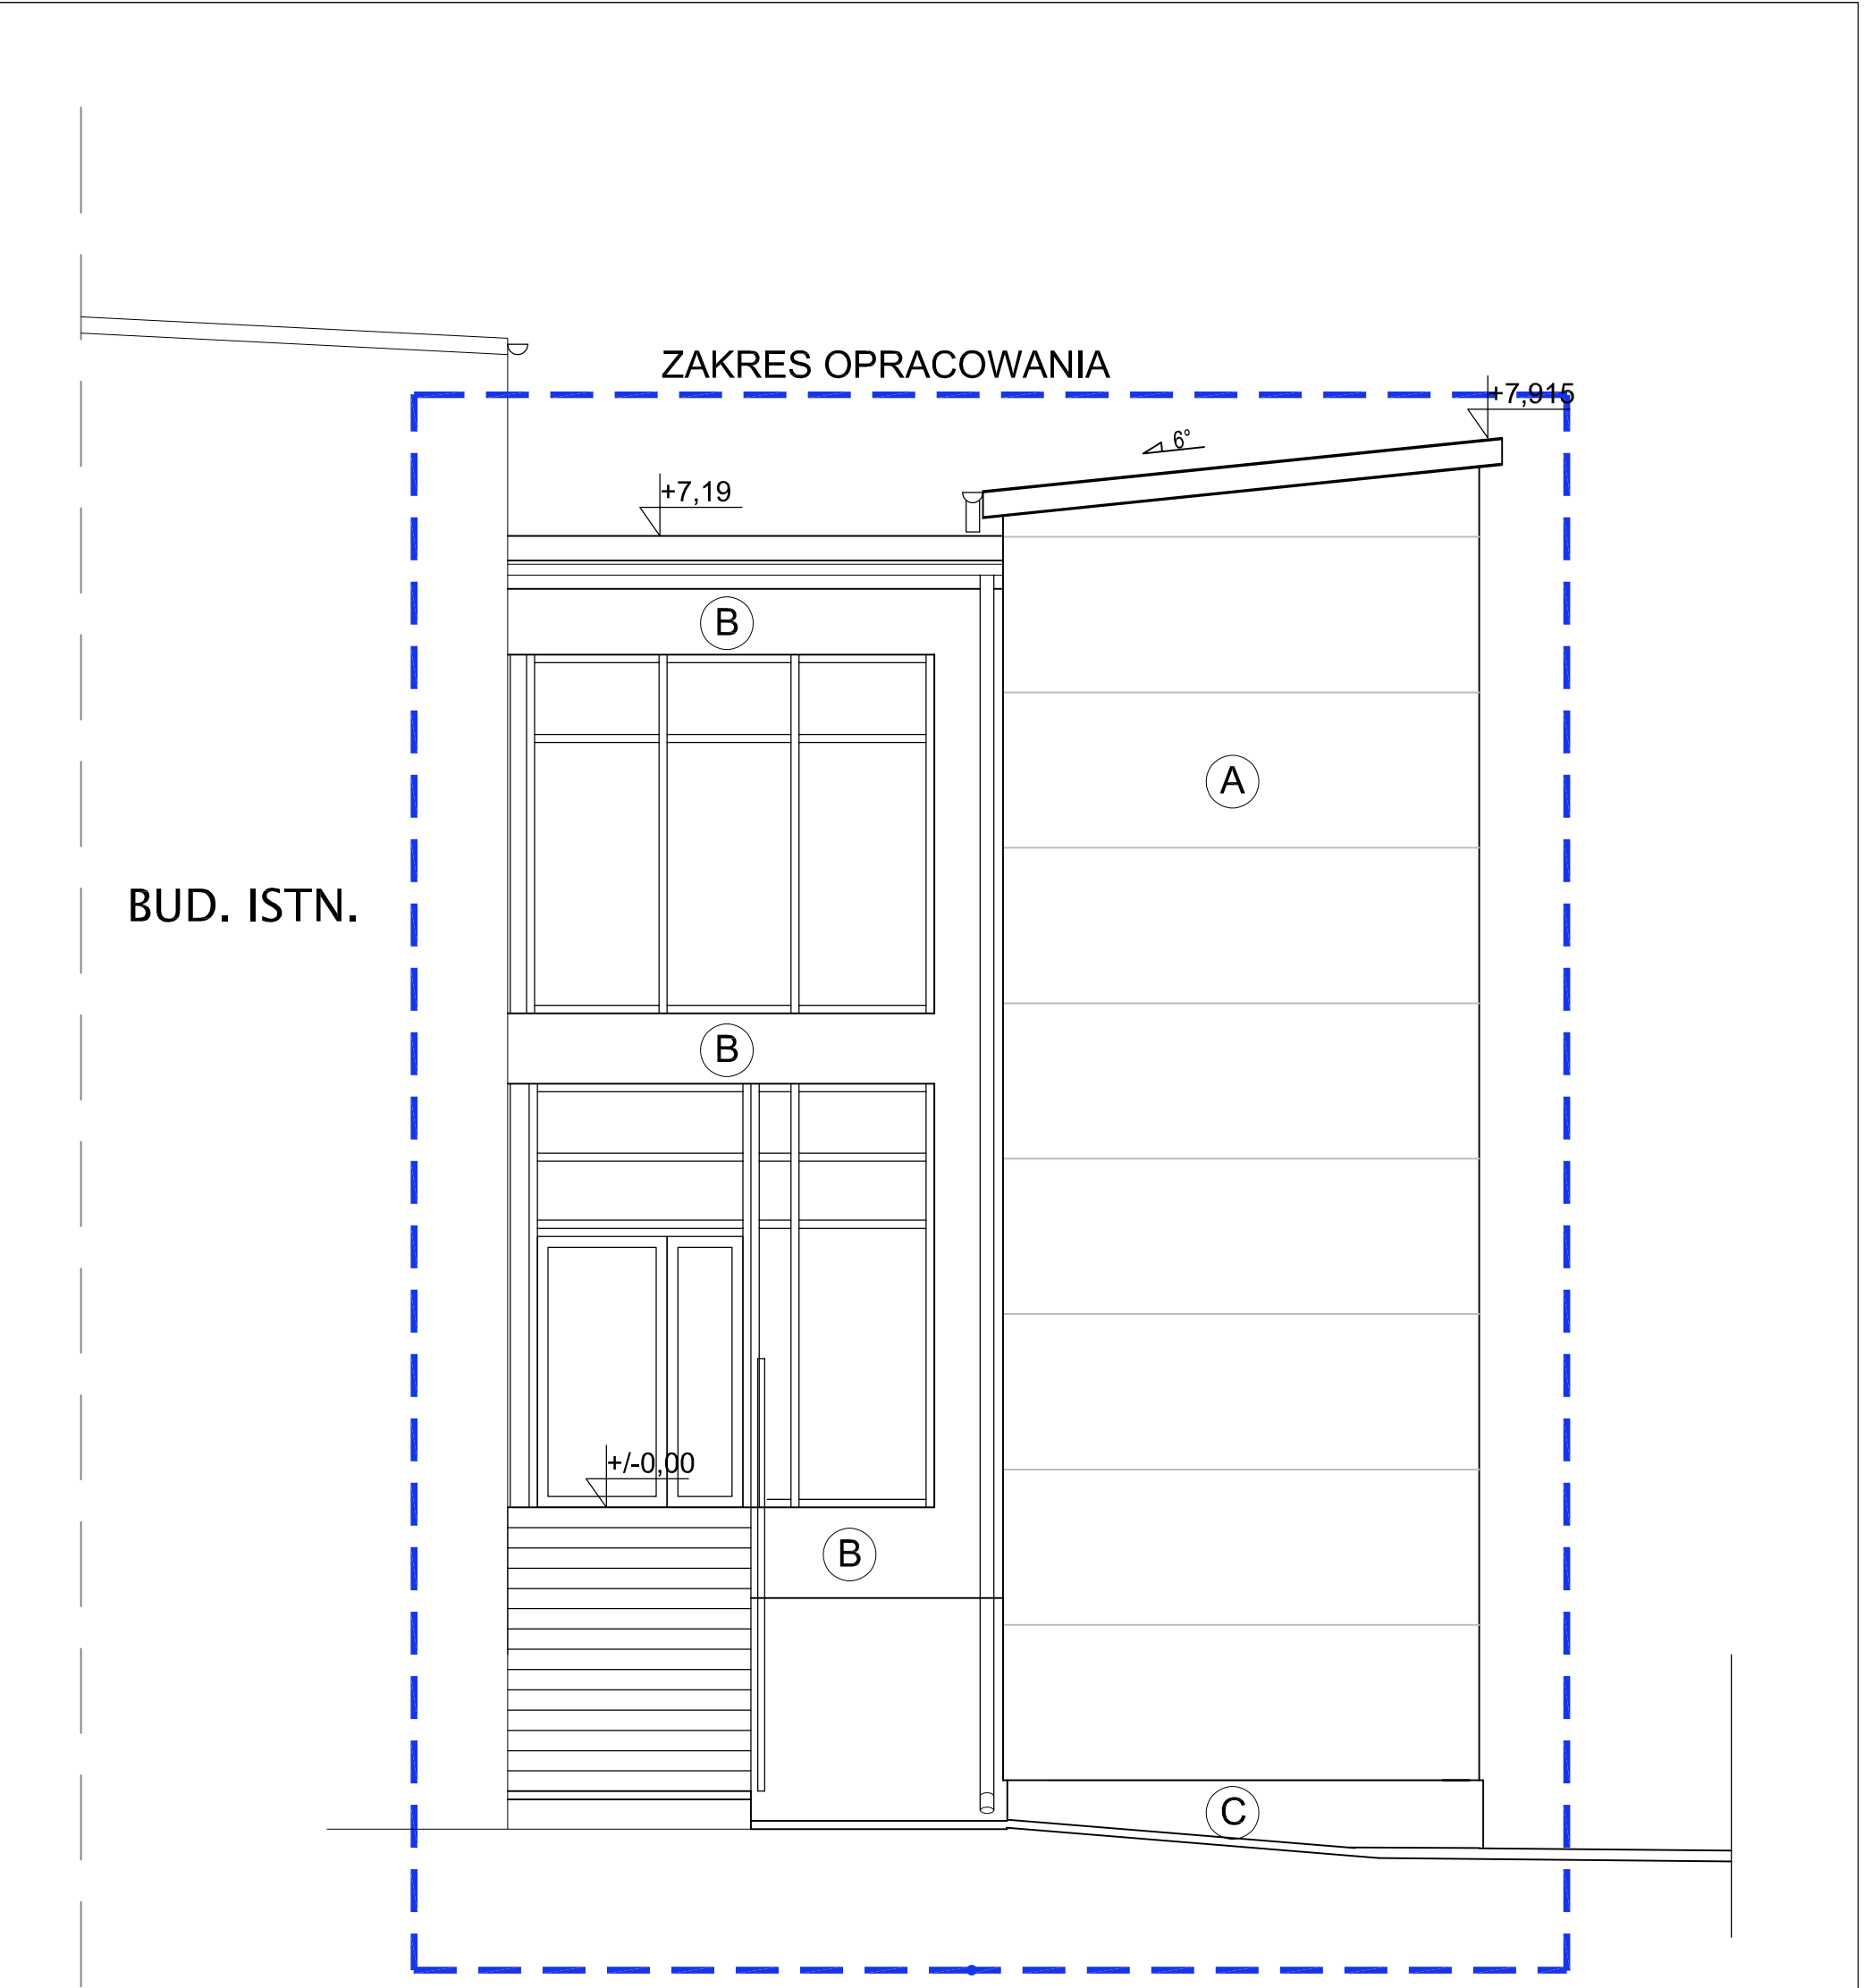 ZAKRES OPRACOWANIA
+7,915
6°
+7,19
B
A
BUD. ISTN.
B
+/-0,00
B
C